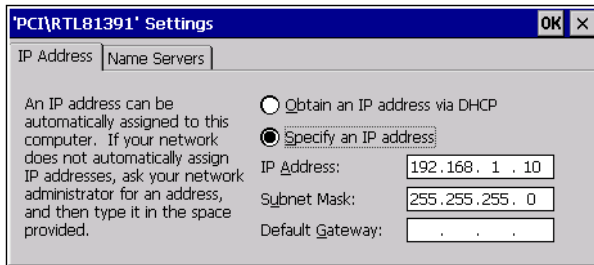 'PCI\RTL81391' Settings OK ×
IP Address Name Servers
An IP address can be
automatically assigned to this
computer. If your network
does not automatically assign
IP addresses, ask your network
administrator for an address,
and then type it in the space
provided.
Obtain an IP address via DHCP
Specify an IP address
IP Address: 192.168. 1 . 10
Subnet Mask: 255.255.255. 0
Default Gateway: . . .